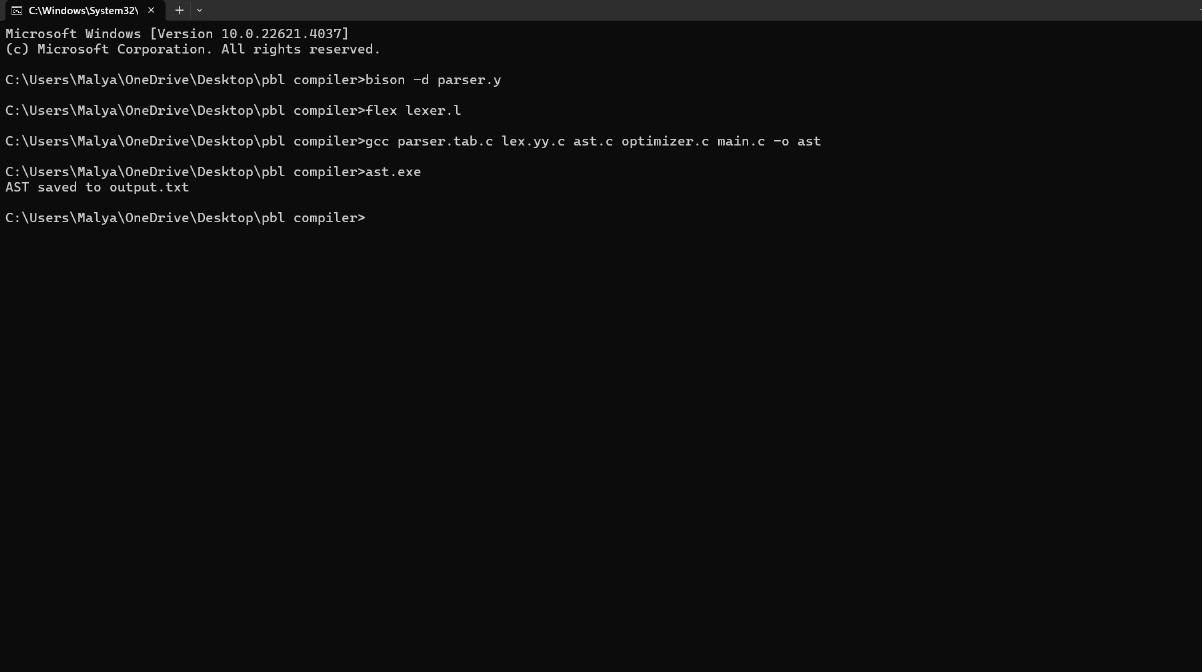 C:\Windows\System32\
Microsoft Windows [Version 10.0.22621.4037]
(c) Microsoft Corporation. All rights reserved.
C:\Users\Malya\OneDrive\Desktop\pbl compiler>bison -d parser.y
C:\Users\Malya\OneDrive\Desktop\pbl compiler>flex lexer.l
C:\Users\Malya\OneDrive\Desktop\pbl compiler>gcc parser.tab.c lex.yy.c ast.c optimizer.c main.c -o ast
C:\Users\Malya\OneDrive\Desktop\pbl compiler>ast.exe
AST saved to output.txt
C:\Users\Malya\OneDrive\Desktop\pbl compiler>